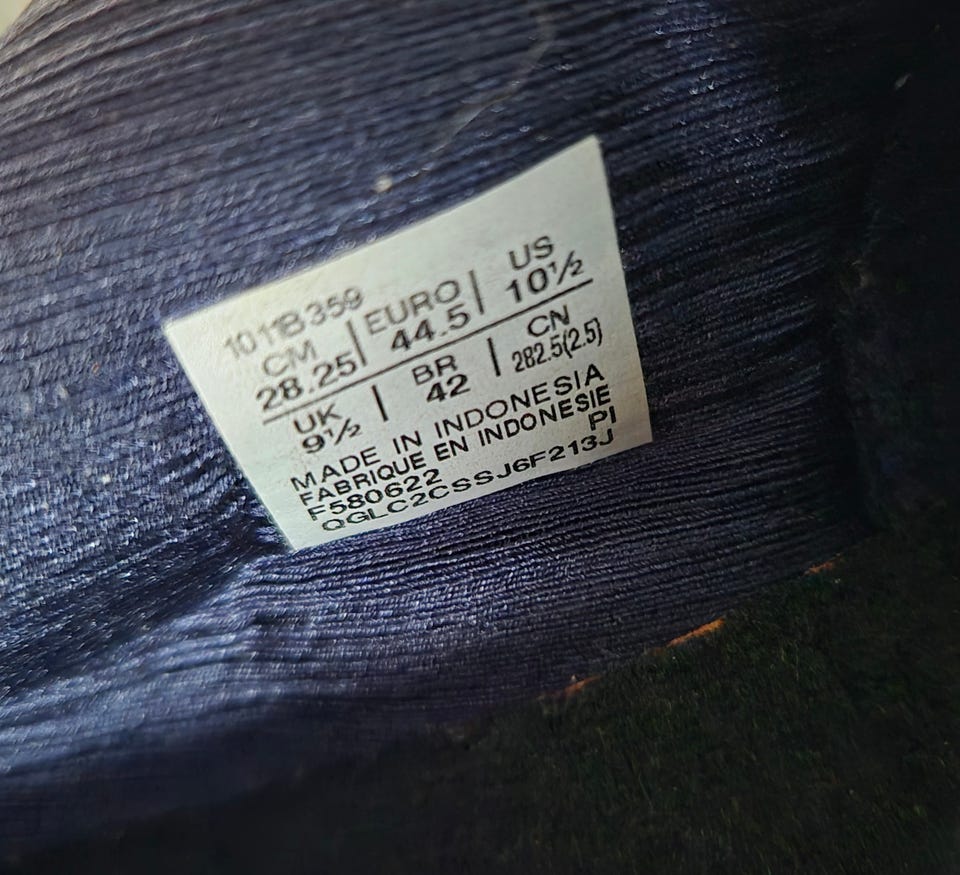 1011B359
CM | EURO | US
28.25 | 44.5 | 10½
UK | BR | CN
9½ | 42 | 282.5(2.5)
MADE IN INDONESIA
FABRIQUE EN INDONESIE
F580622 PI
QGLC2CSSJ6F213J